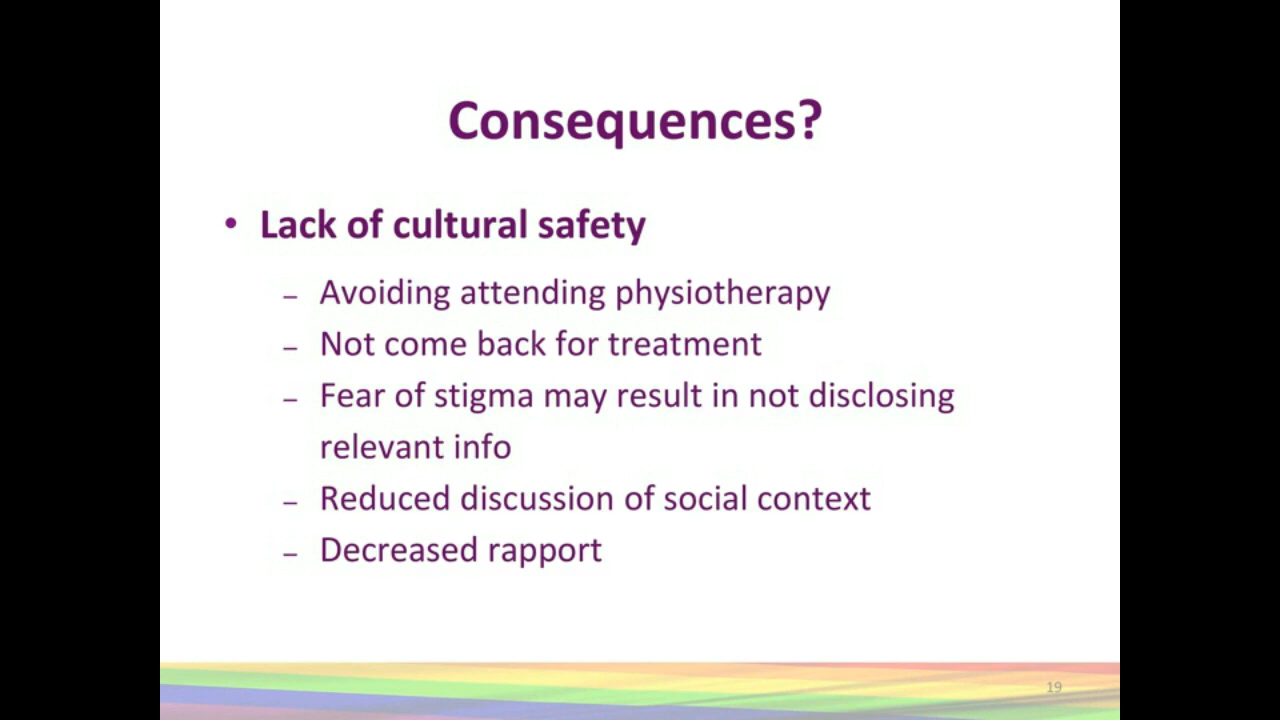 Consequences?
• Lack of cultural safety
– Avoiding attending physiotherapy
– Not come back for treatment
– Fear of stigma may result in not disclosing
relevant info
– Reduced discussion of social context
– Decreased rapport
19